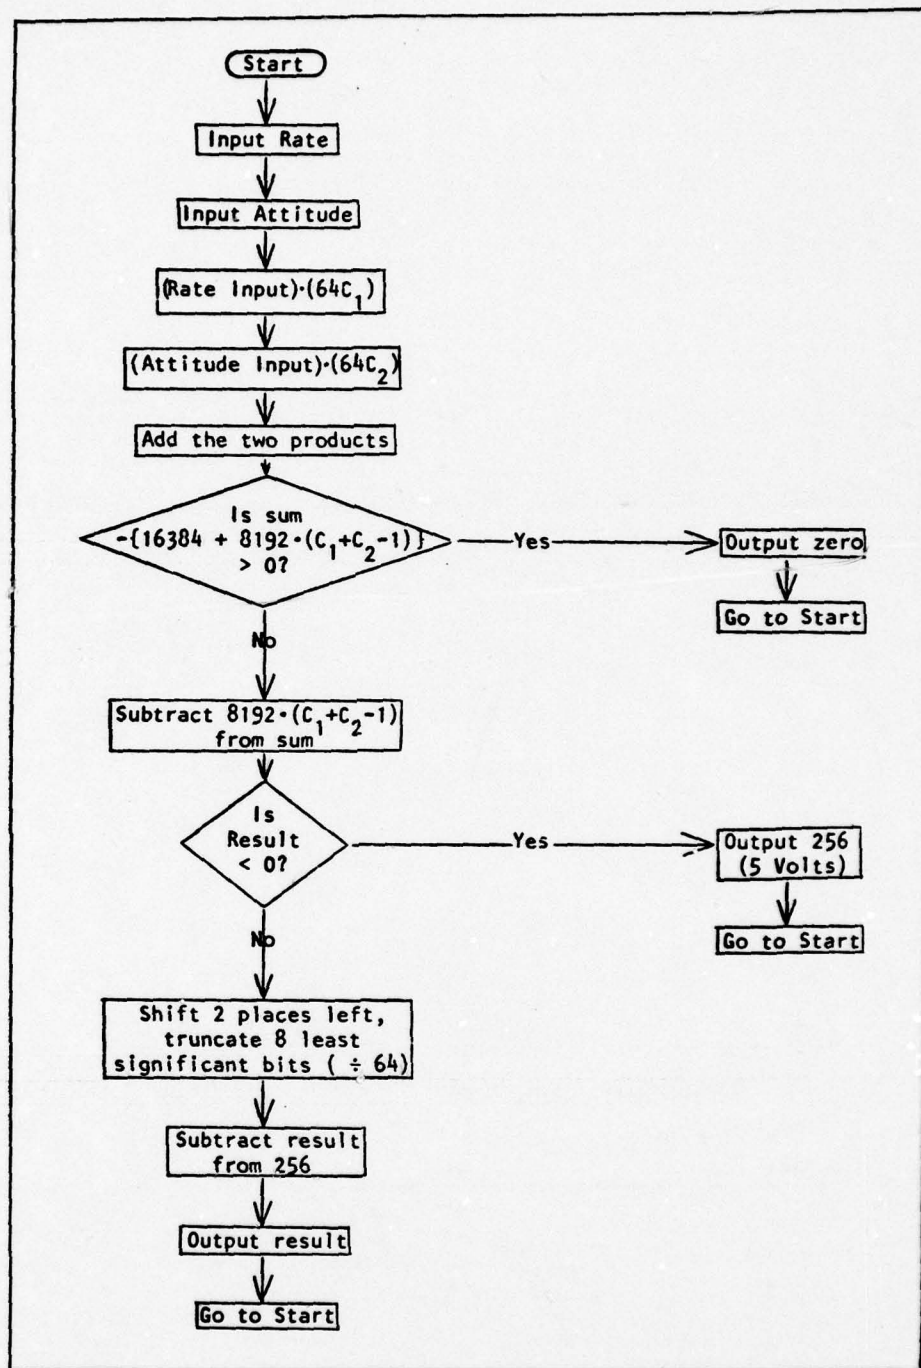 Start
Input Rate
Input Attitude
(Rate Input)·(64C₁)
(Attitude Input)·(64C₂)
Add the two products
Is sum
-{16384 + 8192·(C₁+C₂-1)}
> 0?
Yes
Output zero
Go to Start
No
Subtract 8192·(C₁+C₂-1)
from sum
Is
Result
< 0?
Yes
Output 256
(5 Volts)
Go to Start
No
Shift 2 places left,
truncate 8 least
significant bits ( ÷ 64)
Subtract result
from 256
Output result
Go to Start